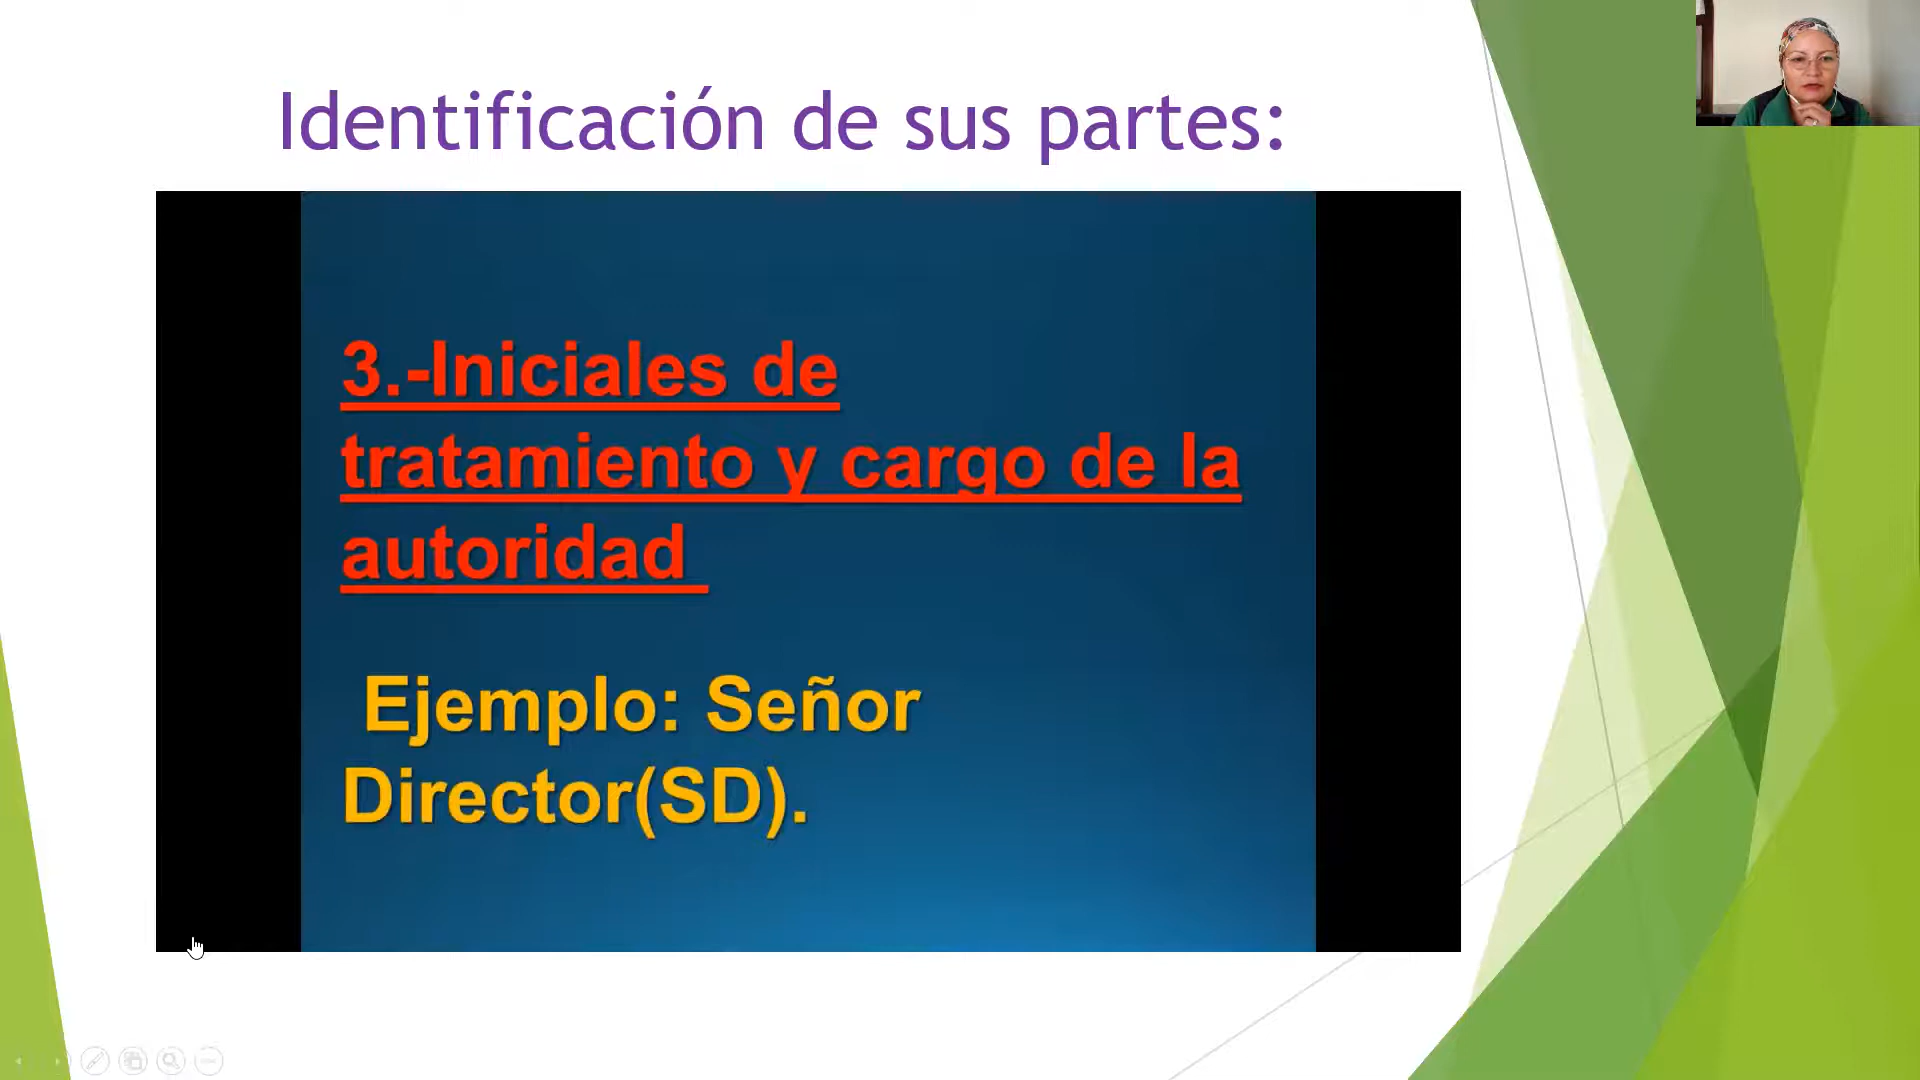 Identificación de sus partes:
3.-Iniciales de
tratamiento y cargo de la
autoridad
Ejemplo: Señor
Director(SD).